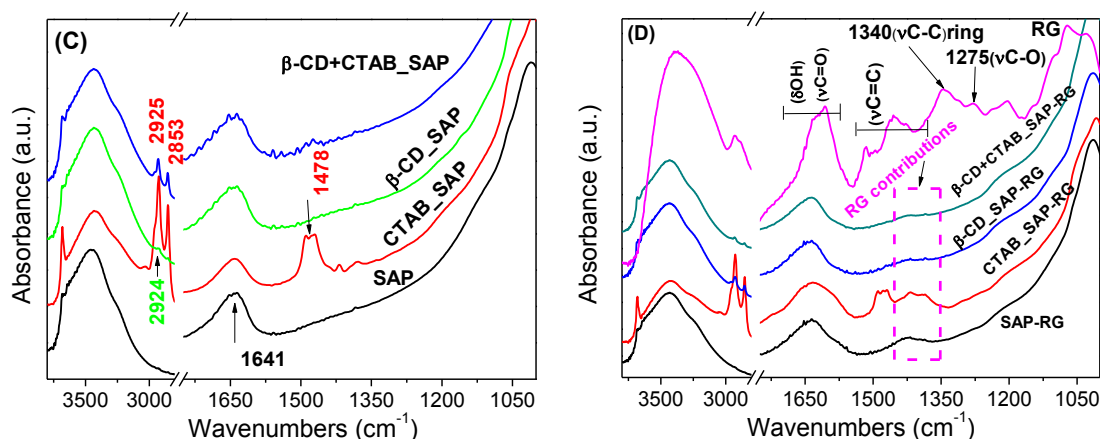 (C)
β-CD+CTAB_SAP
2925
2853
β-CD_SAP
1478
CTAB_SAP
SAP
2924
1641
Absorbance (a.u.)
3500 3000 1650 1500 1350 1200 1050
Wavenumbers (cm⁻¹)
(D)
1340(νC-C)ring
RG
1275(νC-O)
(δOH)
(νC=O)
(νC=C)
RG contributions
β-CD+CTAB_SAP-RG
β-CD_SAP-RG
CTAB_SAP-RG
SAP-RG
Absorbance (a.u.)
3500 3000 1650 1500 1350 1200 1050
Wavenumbers (cm⁻¹)